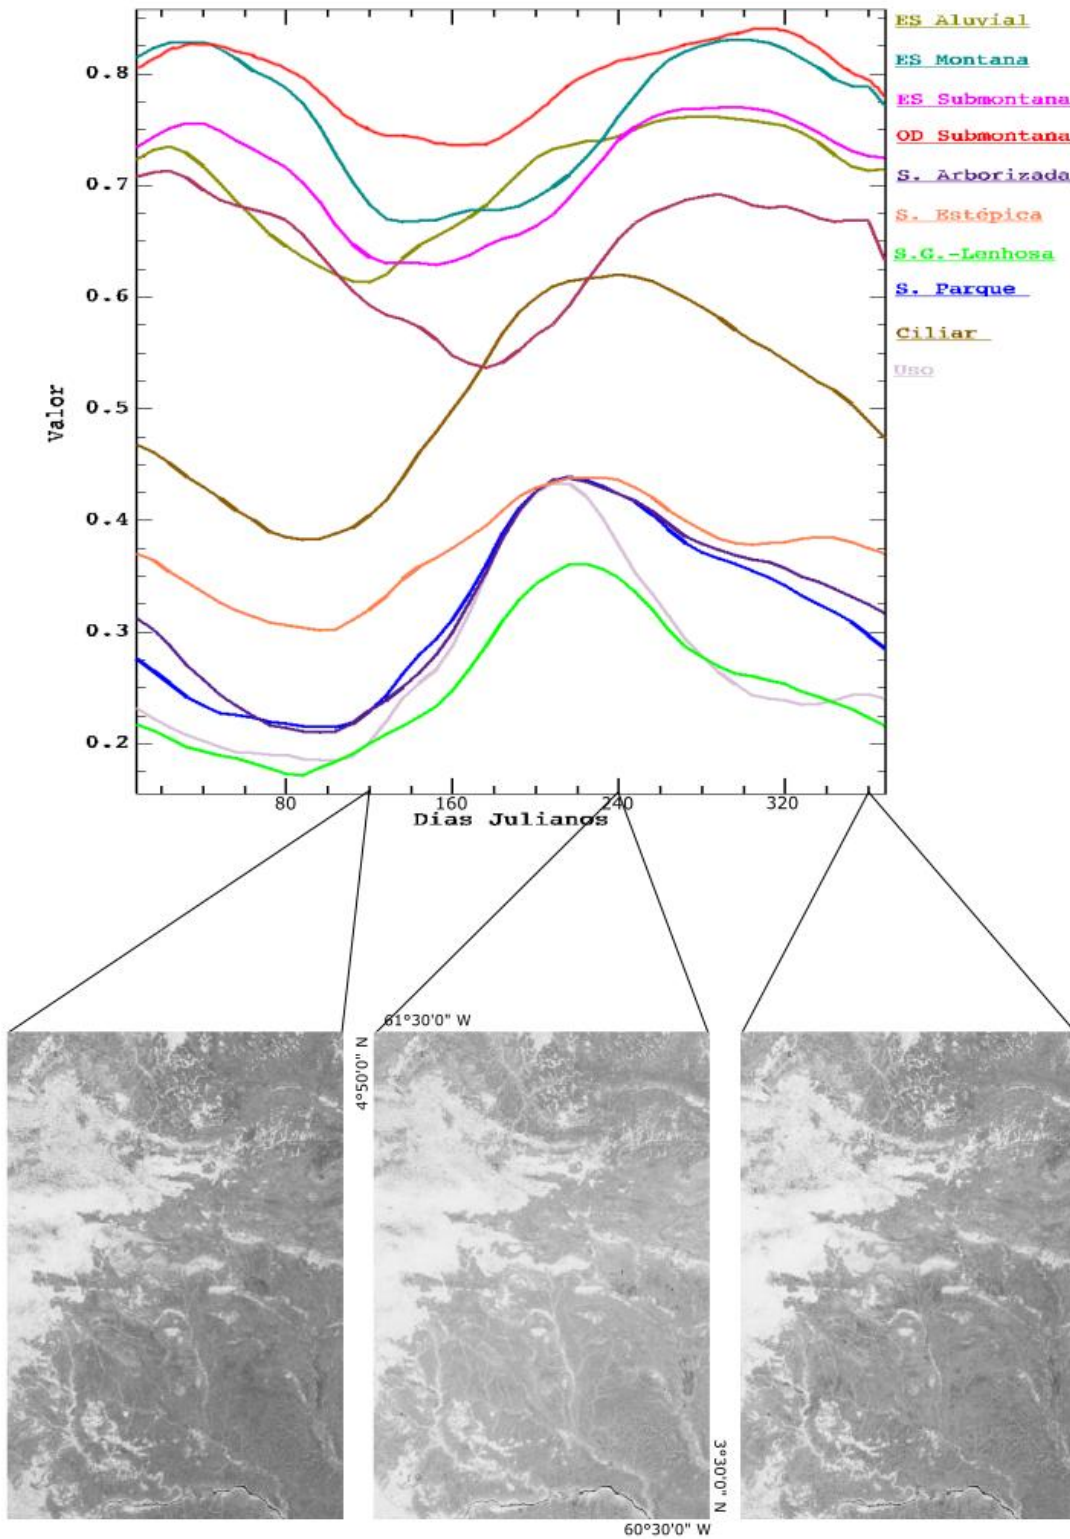 ES Aluvial
ES Montana
ES Submontana
OD Submontana
S. Arborizada
S. Estépica
S.G.-Lenhosa
S. Parque
Ciliar
Uso
0.8
0.7
0.6
0.5
0.4
0.3
0.2
Valor
80
160
240
320
Dias Julianos
61°30'0" W
4°50'0" N
3°30'0" N
60°30'0" W